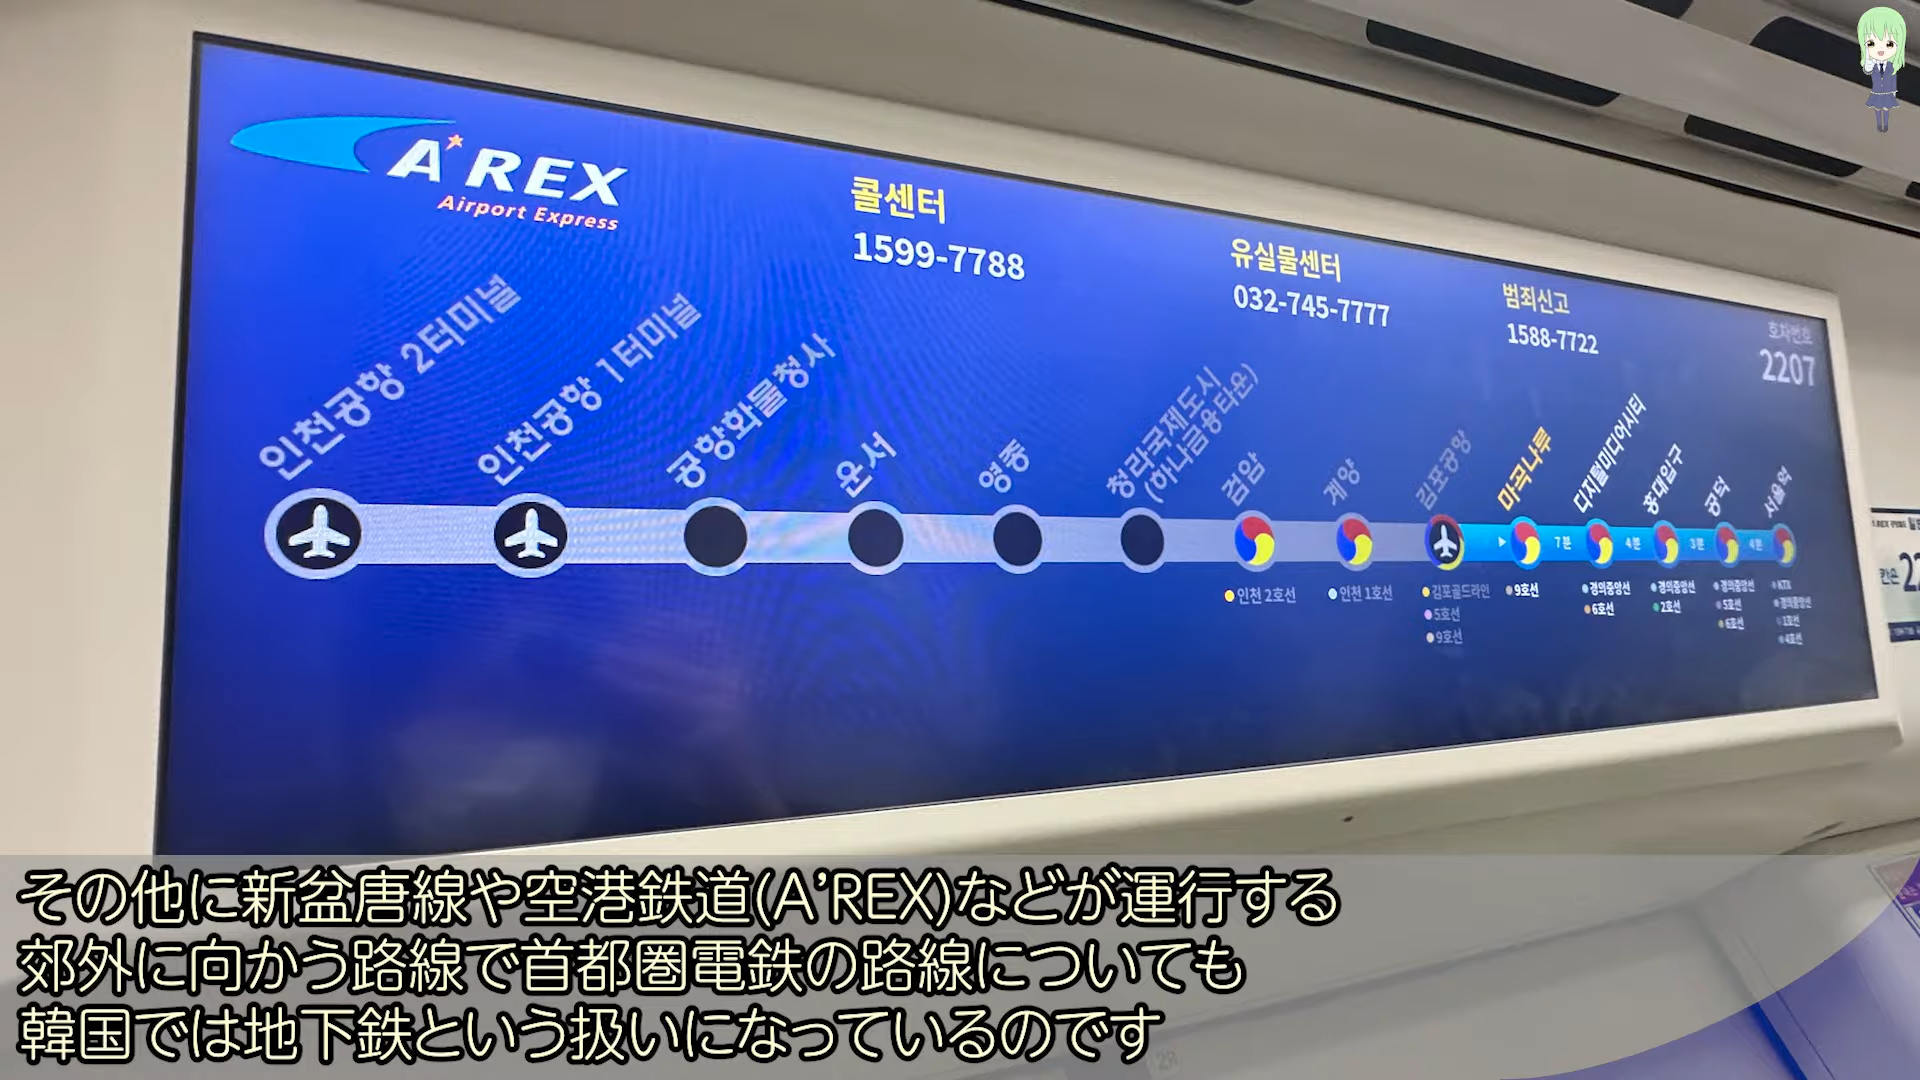 A'REX
Airport Express
콜센터
1599-7788
유실물센터
032-745-7777
범죄신고
1588-7722
호차번호
2207
인천공항 2터미널
인천공항 1터미널
공항화물청사
운서
영종
청라국제도시
(하나금융타운)
검암
계양
김포공항
마곡나루
디지털미디어시티
홍대입구
공덕
서울역
7분
4분
3분
4분
인천 2호선
인천 1호선
김포골드라인
5호선
9호선
9호선
경의중앙선
6호선
경의중앙선
2호선
경의중앙선
5호선
6호선
KTX
경의중앙선
1호선
4호선
その他に新盆唐線や空港鉄道(A'REX)などが運行する
郊外に向かう路線で首都圏電鉄の路線についても
韓国では地下鉄という扱いになっているのです